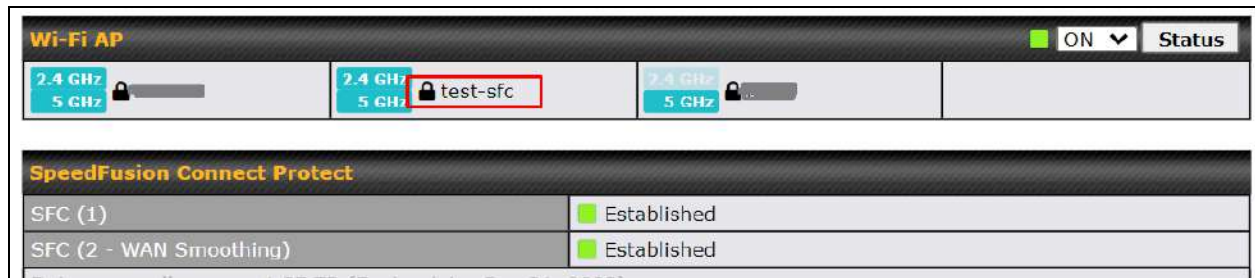 Wi-Fi AP ON Status
2.4 GHz 2.4 GHz test-sfc 2.4 GHz
5 GHz 5 GHz 5 GHz
SpeedFusion Connect Protect
SFC (1) Established
SFC (2 - WAN Smoothing) Established